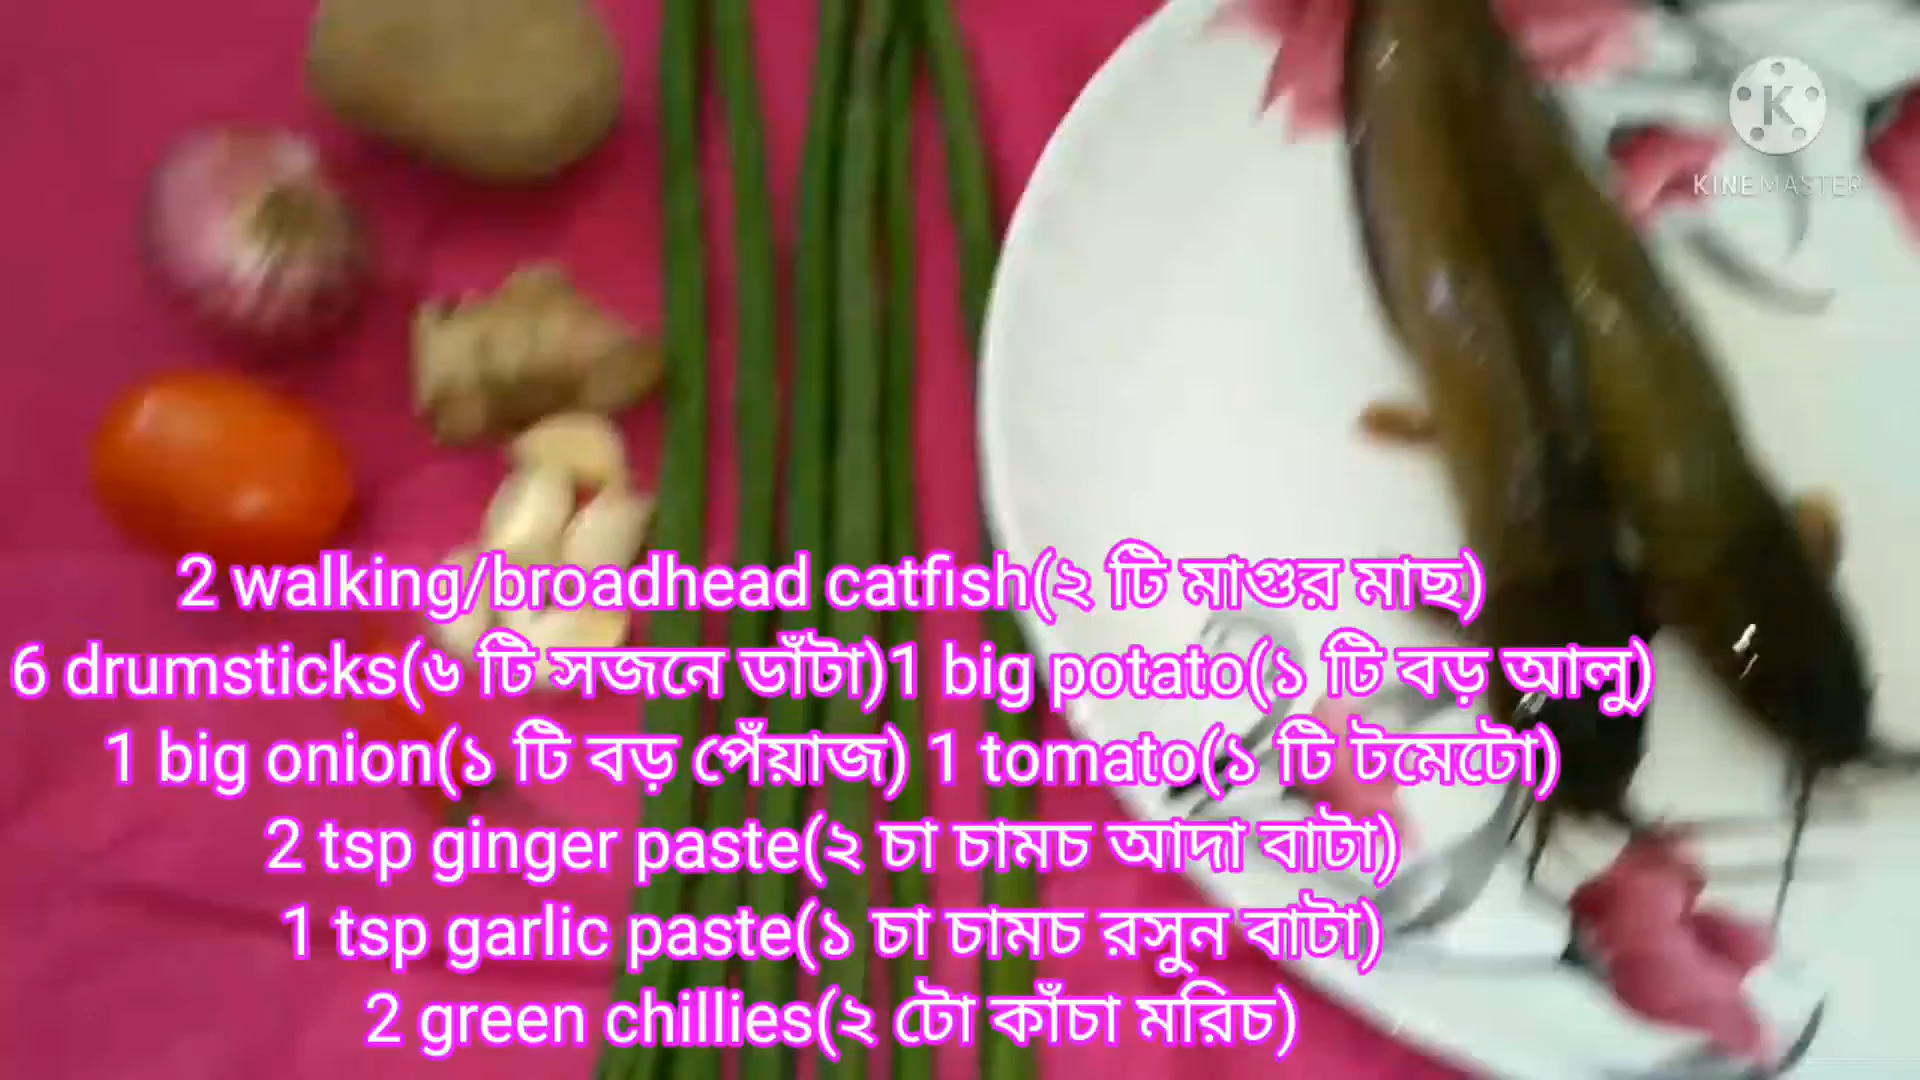 K
KINEMASTER
2 walking/broadhead catfish(২ টি মাগুর মাছ)
6 drumsticks(৬ টি সজনে ডাঁটা)1 big potato(১ টি বড় আলু)
1 big onion(১ টি বড় পেঁয়াজ) 1 tomato(১ টি টমেটো)
2 tsp ginger paste(২ চা চামচ আদা বাটা)
1 tsp garlic paste(১ চা চামচ রসুন বাটা)
2 green chillies(২ টো কাঁচা মরিচ)